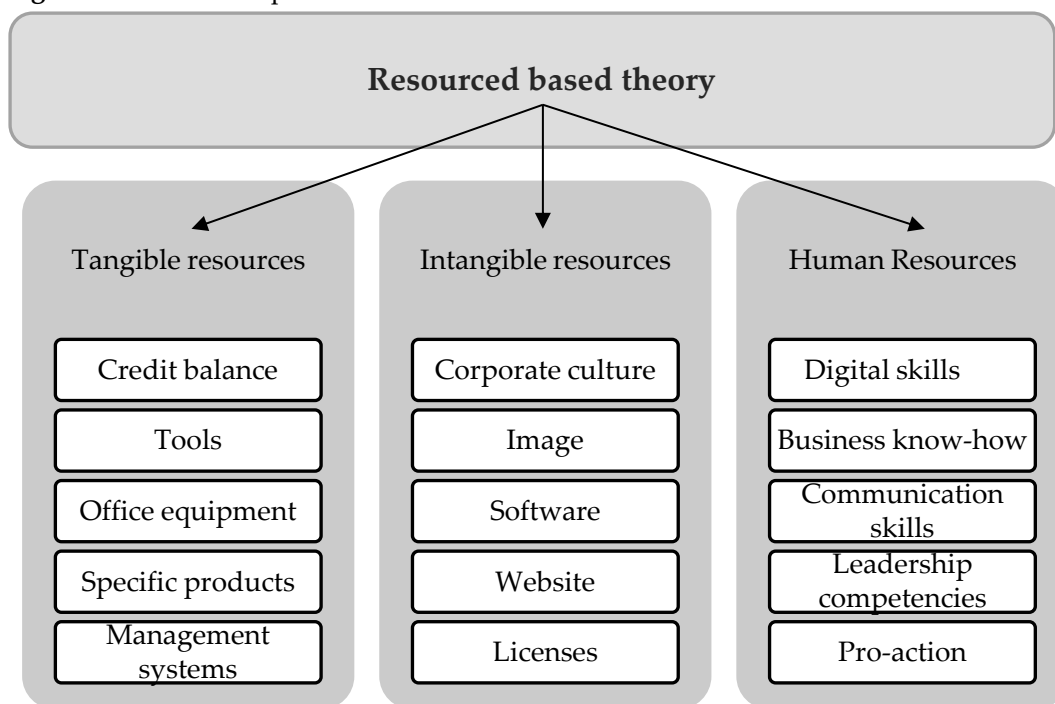 Resourced based theory
Tangible resources
Credit balance
Tools
Office equipment
Specific products
Management
systems
Intangible resources
Corporate culture
Image
Software
Website
Licenses
Human Resources
Digital skills
Business know-how
Communication
skills
Leadership
competencies
Pro-action